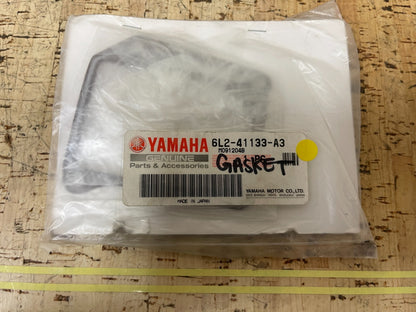 YAMAHA 6L2-41133-A3
GENUINE
Parts & Accessories
GASKET
MADE IN JAPAN
YAMAHA MOTOR CO.,LTD.